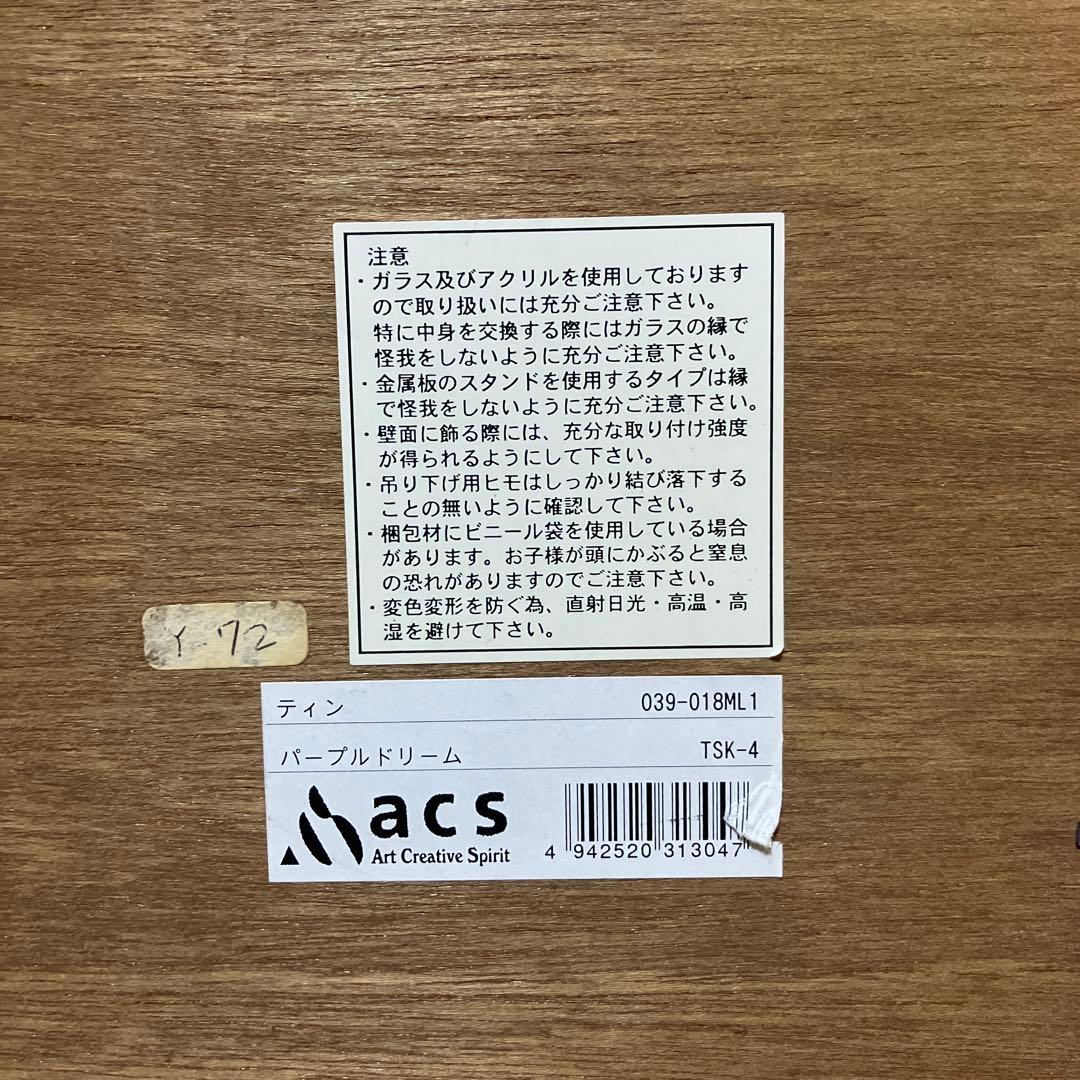 注意
・ガラス及びアクリルを使用しております
ので取り扱いには充分ご注意下さい。
特に中身を交換する際にはガラスの縁で
怪我をしないように充分ご注意下さい。
・金属板のスタンドを使用するタイプは縁
で怪我をしないように充分ご注意下さい。
・壁面に飾る際には、充分な取り付け強度
が得られるようにして下さい。
・吊り下げ用ヒモはしっかり結び落下する
ことの無いように確認して下さい。
・梱包材にビニール袋を使用している場合
があります。お子様が頭にかぶると窒息
の恐れがありますのでご注意下さい。
・変色変形を防ぐ為、直射日光・高温・高
湿を避けて下さい。
72
ティン 039-018ML1
パープルドリーム TSK-4
acs
Art Creative Spirit
4 942520 313047